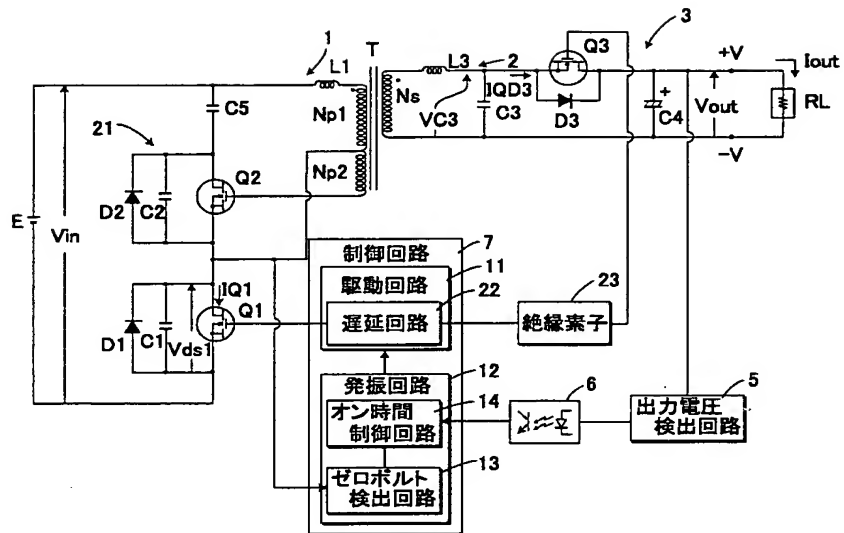 1
T
Q3
3
L1
L3
2
+V
Iout
IQD3
C5
Np1
Ns
C3
VC3
D3
C4
Vout
RL
21
Np2
-V
Q2
D2
C2
E
Vin
制御回路
7
駆動回路
11
IQ1
22
23
Q1
遅延回路
絶縁素子
D1
C1
Vds1
発振回路
12
オン時間
制御回路
14
6
5
出力電圧
検出回路
ゼロボルト
検出回路
13